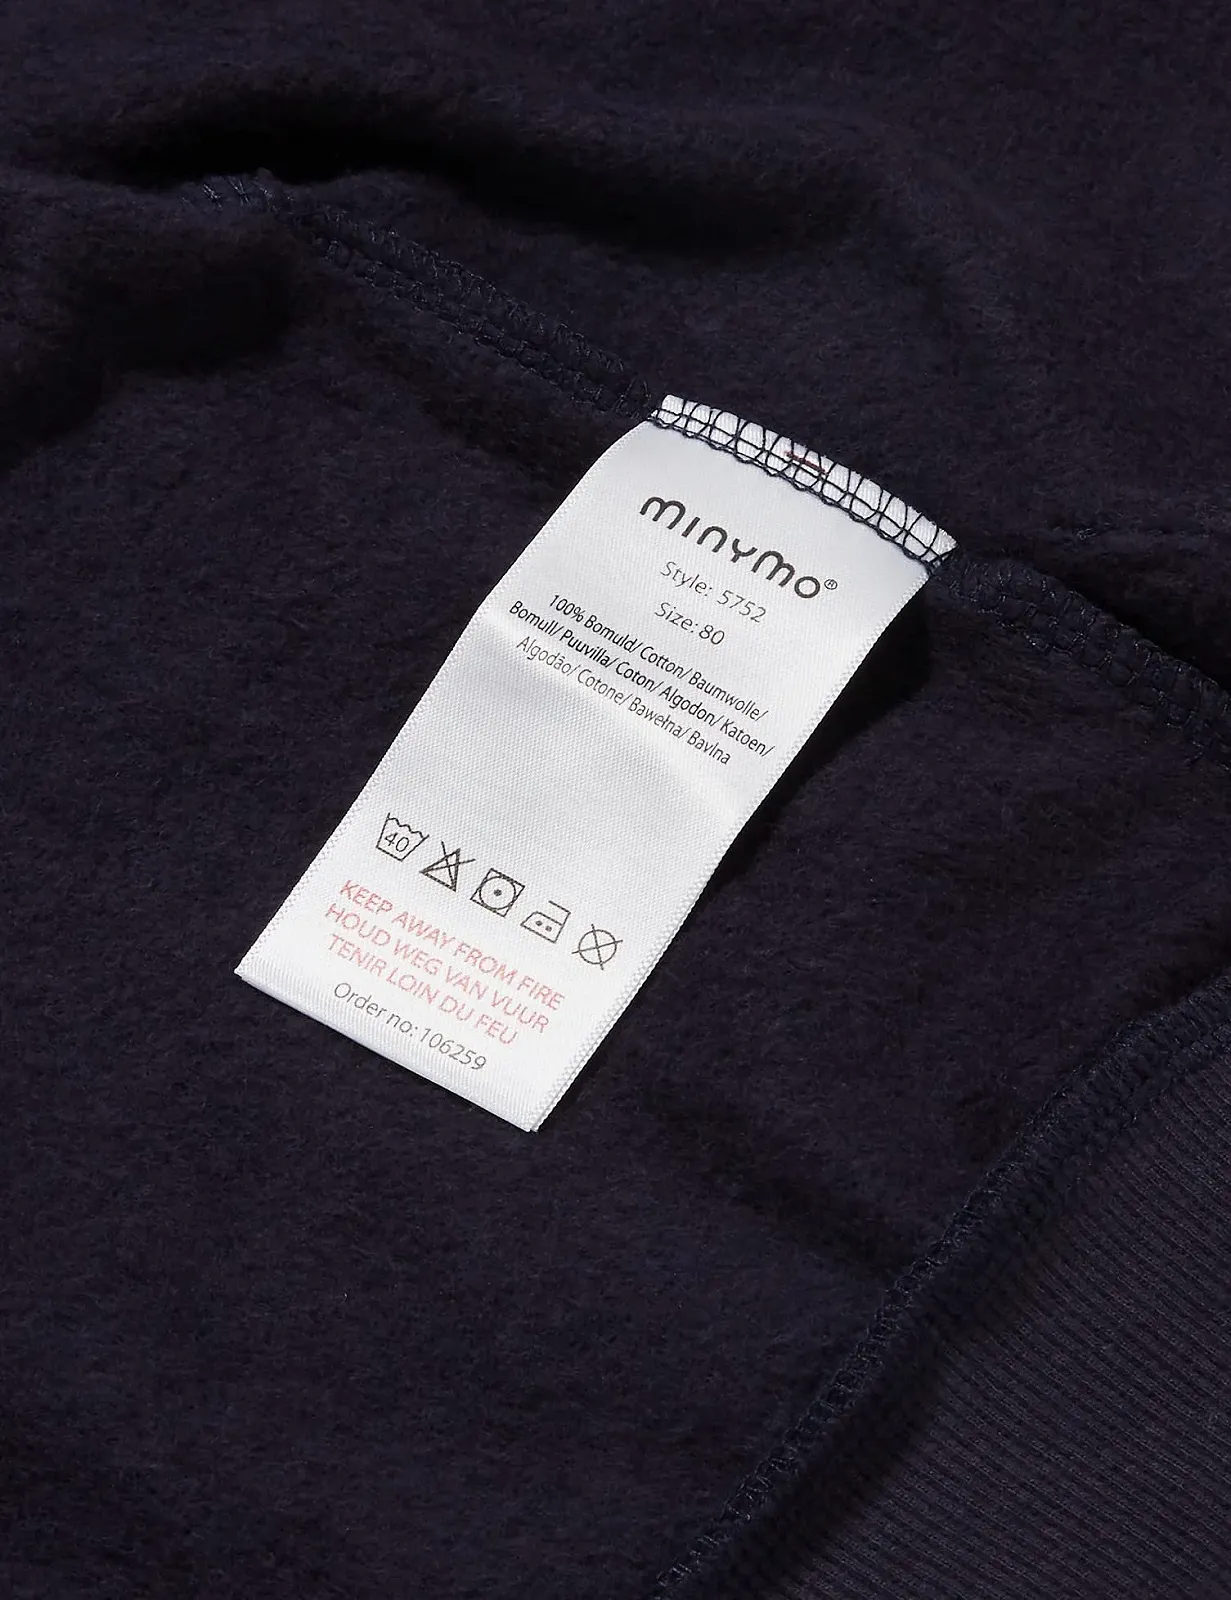 minymo®
Style: 5752
Size: 80
100% Bomuld/ Cotton/ Baumwolle/
Bomull/ Puuvilla/ Coton/ Algodon/ Katoen/
Algodão/ Cotone/ Bawełna/ Bavlna
40
KEEP AWAY FROM FIRE
HOUD WEG VAN VUUR
TENIR LOIN DU FEU
Order no: 106259